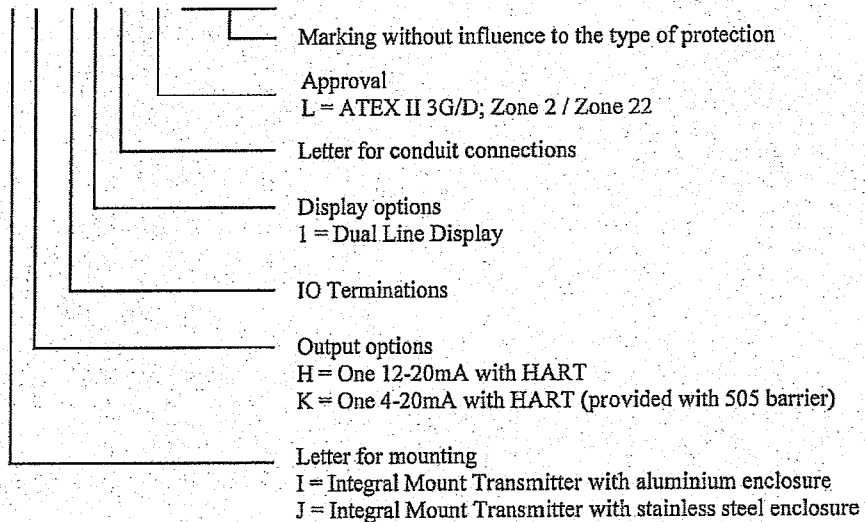 Marking without influence to the type of protection
Approval
L = ATEX II 3G/D; Zone 2 / Zone 22
Letter for conduit connections
Display options
1 = Dual Line Display
IO Terminations
Output options
H = One 12-20mA with HART
K = One 4-20mA with HART (provided with 505 barrier)
Letter for mounting
I = Integral Mount Transmitter with aluminium enclosure
J = Integral Mount Transmitter with stainless steel enclosure